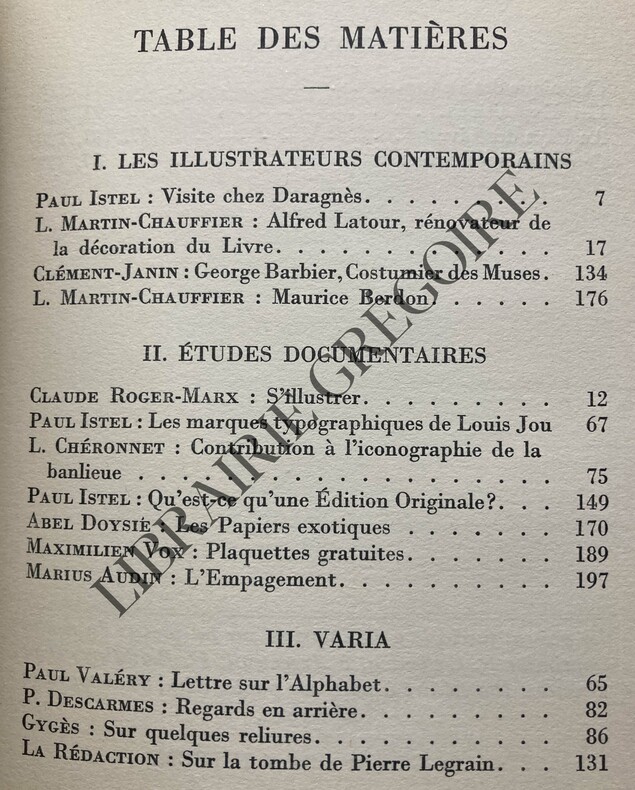 TABLE DES MATIÈRES
I. LES ILLUSTRATEURS CONTEMPORAINS
PAUL ISTEL : Visite chez Daragnès. . . . . . . . . . 7
L. MARTIN-CHAUFFIER : Alfred Latour, rénovateur de
la décoration du Livre. . . . . . . . . . . . . 17
CLÉMENT-JANIN : George Barbier, Costumier des Muses. 134
L. MARTIN-CHAUFFIER : Maurice Berdon. . . . . . 176
II. ÉTUDES DOCUMENTAIRES
CLAUDE ROGER-MARX : S'illustrer. . . . . . . . . . 12
PAUL ISTEL : Les marques typographiques de Louis Jou 67
L. CHÉRONNET : Contribution à l'iconographie de la
banlieue . . . . . . . . . . . . . . . . . . . 75
PAUL ISTEL : Qu'est-ce qu'une Édition Originale ?. . . 149
ABEL DOYSIÉ : Les Papiers exotiques . . . . . . . 170
MAXIMILIEN VOX : Plaquettes gratuites. . . . . . . 189
MARIUS AUDIN : L'Empagement. . . . . . . . . . 197
III. VARIA
PAUL VALÉRY : Lettre sur l'Alphabet. . . . . . . . 65
P. DESCARMES : Regards en arrière. . . . . . . . . 82
GYGÈS : Sur quelques reliures. . . . . . . . . . . 86
LA RÉDACTION : Sur la tombe de Pierre Legrain. . . 131
LIBRAIRIE GREGOIRE